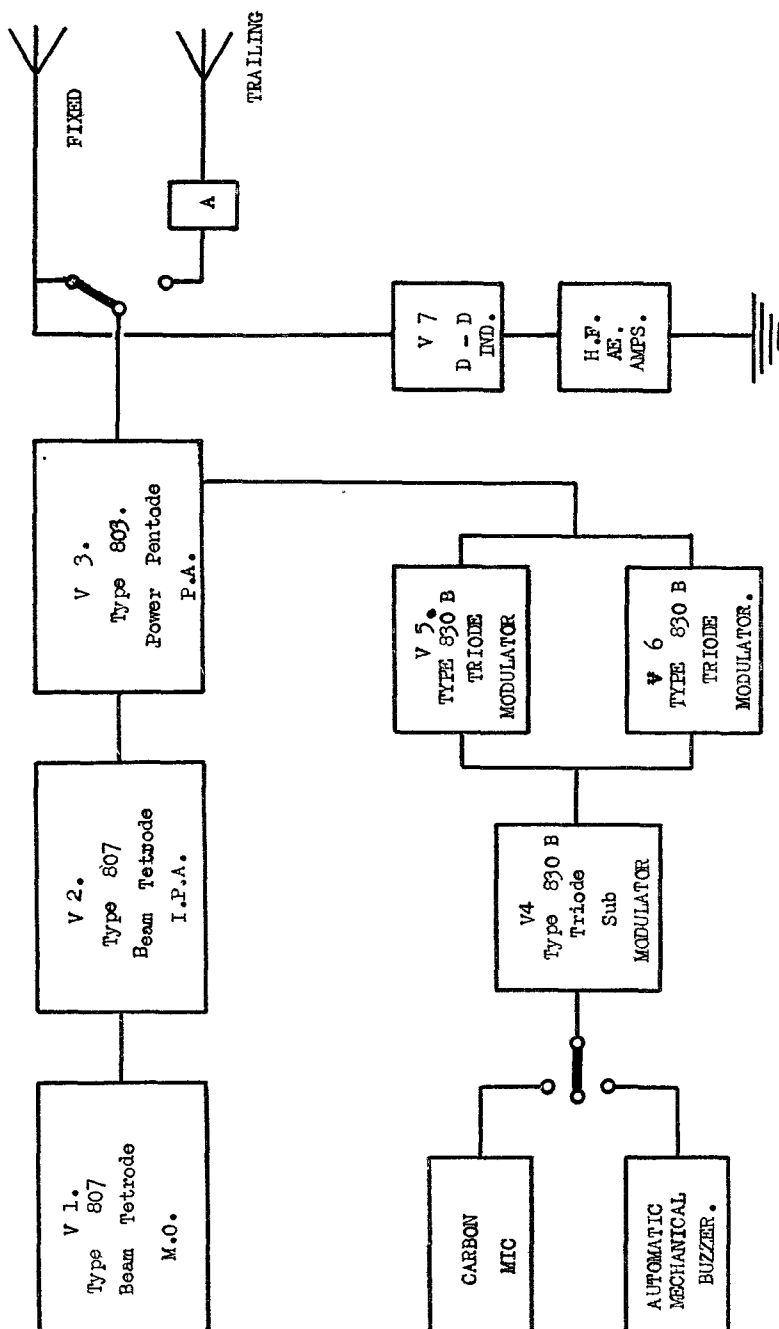 V 1.
Type 807
Beam Tetrode
M.O.
V 2.
Type 807
Beam Tetrode
I.P.A.
V 3.
Type 803.
Power Pentode
P.A.
FIXED
A
TRAILING
V 7
D - D
IND.
H.F.
AE.
AMPS.
CARBON
MIC
AUTOMATIC
MECHANICAL
BUZZER.
V4
Type 830 B
Triode
Sub
MODULATOR
V 5.
TYPE 830 B
TRIODE
MODULATOR
V 6
TYPE 830 B
TRIODE
MODULATOR.